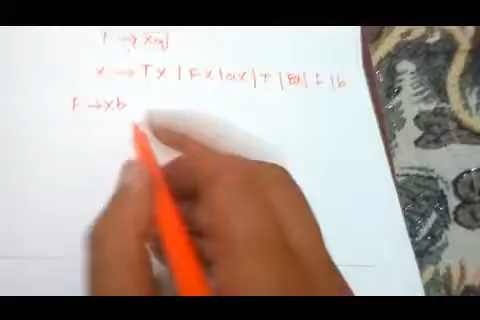 T → Xa
X → TX | FX | aX | T | bX | F | b
F → Xb